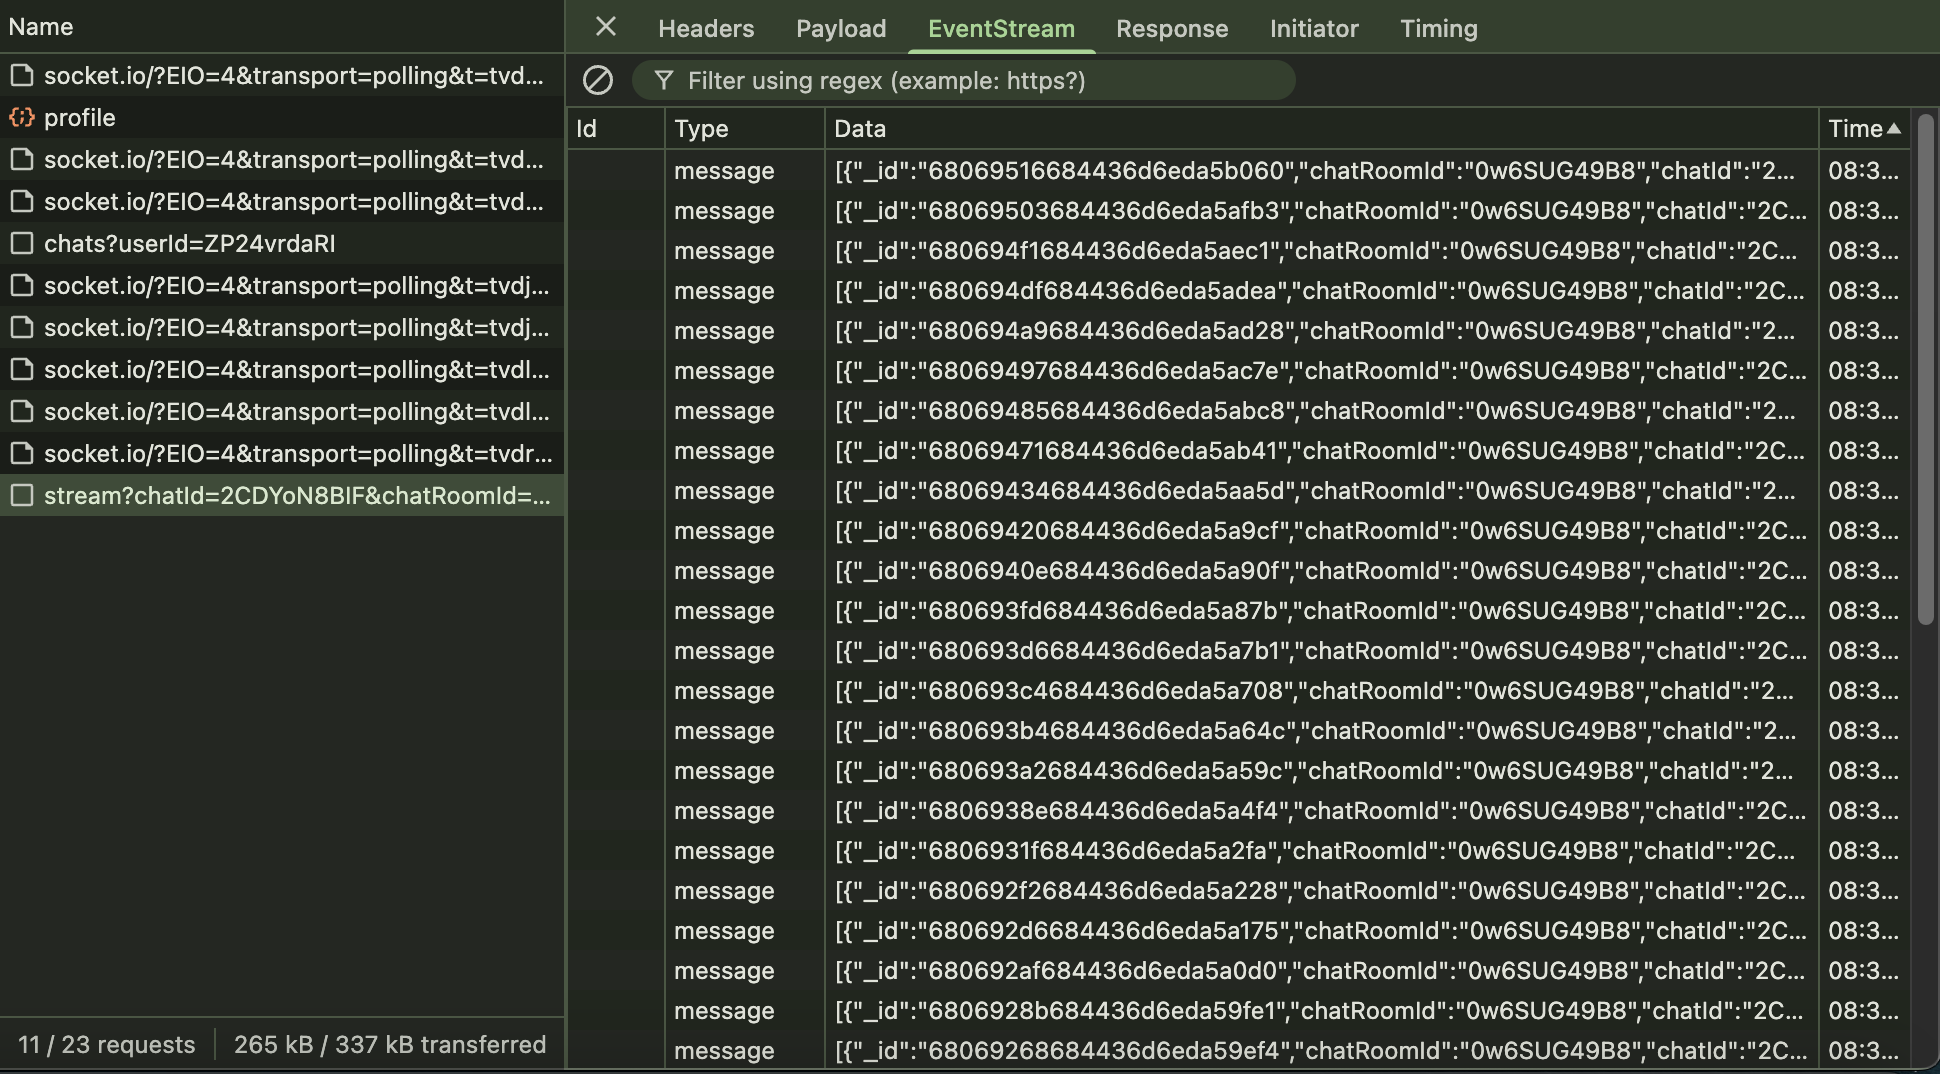 Name
socket.io/?EIO=4&transport=polling&t=tvd...
profile
socket.io/?EIO=4&transport=polling&t=tvd...
socket.io/?EIO=4&transport=polling&t=tvd...
chats?userId=ZP24vrdaRI
socket.io/?EIO=4&transport=polling&t=tvdj...
socket.io/?EIO=4&transport=polling&t=tvdj...
socket.io/?EIO=4&transport=polling&t=tvdl...
socket.io/?EIO=4&transport=polling&t=tvdl...
socket.io/?EIO=4&transport=polling&t=tvdr...
stream?chatId=2CDYoN8BIF&chatRoomId=...
11 / 23 requests 265 kB / 337 kB transferred
Headers Payload EventStream Response Initiator Timing
Filter using regex (example: https?)
Id Type Data Time
message [{"_id":"680695166844​36d6eda5b060","chatRoomId":"0w6SUG49B8","chatId":"2... 08:3...
message [{"_id":"68069503684436d6eda5afb3","chatRoomId":"0w6SUG49B8","chatId":"2C... 08:3...
message [{"_id":"680694f1684436d6eda5aec1","chatRoomId":"0w6SUG49B8","chatId":"2C... 08:3...
message [{"_id":"680694df684436d6eda5adea","chatRoomId":"0w6SUG49B8","chatId":"2C... 08:3...
message [{"_id":"680694a9684436d6eda5ad28","chatRoomId":"0w6SUG49B8","chatId":"2... 08:3...
message [{"_id":"68069497684436d6eda5ac7e","chatRoomId":"0w6SUG49B8","chatId":"2C... 08:3...
message [{"_id":"68069485684436d6eda5abc8","chatRoomId":"0w6SUG49B8","chatId":"2... 08:3...
message [{"_id":"68069471684436d6eda5ab41","chatRoomId":"0w6SUG49B8","chatId":"2C... 08:3...
message [{"_id":"68069434684436d6eda5aa5d","chatRoomId":"0w6SUG49B8","chatId":"2... 08:3...
message [{"_id":"68069420684436d6eda5a9cf","chatRoomId":"0w6SUG49B8","chatId":"2C... 08:3...
message [{"_id":"6806940e684436d6eda5a90f","chatRoomId":"0w6SUG49B8","chatId":"2C... 08:3...
message [{"_id":"680693fd684436d6eda5a87b","chatRoomId":"0w6SUG49B8","chatId":"2C... 08:3...
message [{"_id":"680693d6684436d6eda5a7b1","chatRoomId":"0w6SUG49B8","chatId":"2C... 08:3...
message [{"_id":"680693c4684436d6eda5a708","chatRoomId":"0w6SUG49B8","chatId":"2... 08:3...
message [{"_id":"680693b4684436d6eda5a64c","chatRoomId":"0w6SUG49B8","chatId":"2... 08:3...
message [{"_id":"680693a2684436d6eda5a59c","chatRoomId":"0w6SUG49B8","chatId":"2... 08:3...
message [{"_id":"6806938e684436d6eda5a4f4","chatRoomId":"0w6SUG49B8","chatId":"2C... 08:3...
message [{"_id":"6806931f684436d6eda5a2fa","chatRoomId":"0w6SUG49B8","chatId":"2C... 08:3...
message [{"_id":"680692f2684436d6eda5a228","chatRoomId":"0w6SUG49B8","chatId":"2C... 08:3...
message [{"_id":"680692d6684436d6eda5a175","chatRoomId":"0w6SUG49B8","chatId":"2C... 08:3...
message [{"_id":"680692af684436d6eda5a0d0","chatRoomId":"0w6SUG49B8","chatId":"2C... 08:3...
message [{"_id":"6806928b684436d6eda59fe1","chatRoomId":"0w6SUG49B8","chatId":"2C... 08:3...
message [{"_id":"68069268684436d6eda59ef4","chatRoomId":"0w6SUG49B8","chatId":"2C... 08:3...